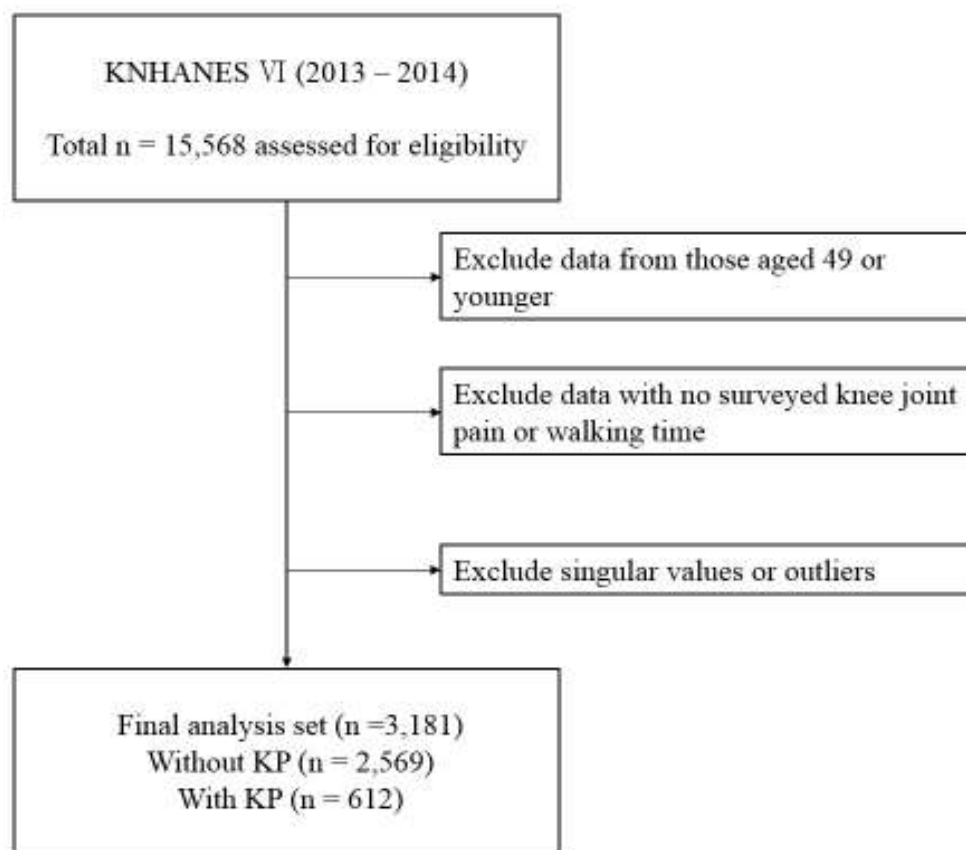 KNHANES Ⅵ (2013 – 2014)
Total n = 15,568 assessed for eligibility
Exclude data from those aged 49 or
younger
Exclude data with no surveyed knee joint
pain or walking time
Exclude singular values or outliers
Final analysis set (n =3,181)
Without KP (n = 2,569)
With KP (n = 612)